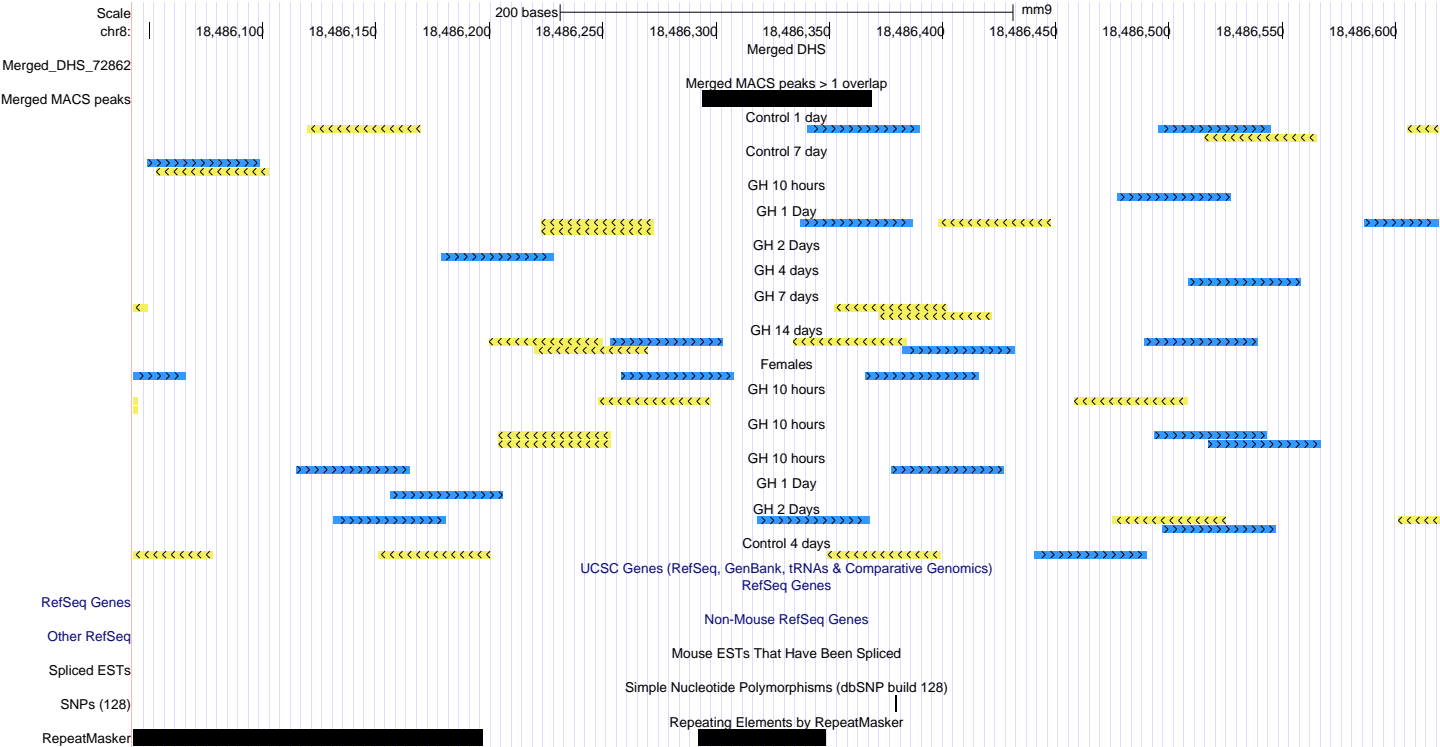 Scale 200 bases mm9
chr8: 18,486,100 18,486,150 18,486,200 18,486,250 18,486,300 18,486,350 18,486,400 18,486,450 18,486,500 18,486,550 18,486,600
Merged DHS
Merged_DHS_72862
Merged MACS peaks > 1 overlap
Merged MACS peaks
Control 1 day
Control 7 day
GH 10 hours
GH 1 Day
GH 2 Days
GH 4 days
GH 7 days
GH 14 days
Females
GH 10 hours
GH 10 hours
GH 10 hours
GH 1 Day
GH 2 Days
Control 4 days
UCSC Genes (RefSeq, GenBank, tRNAs & Comparative Genomics)
RefSeq Genes
RefSeq Genes
Non-Mouse RefSeq Genes
Other RefSeq
Mouse ESTs That Have Been Spliced
Spliced ESTs
Simple Nucleotide Polymorphisms (dbSNP build 128)
SNPs (128)
Repeating Elements by RepeatMasker
RepeatMasker